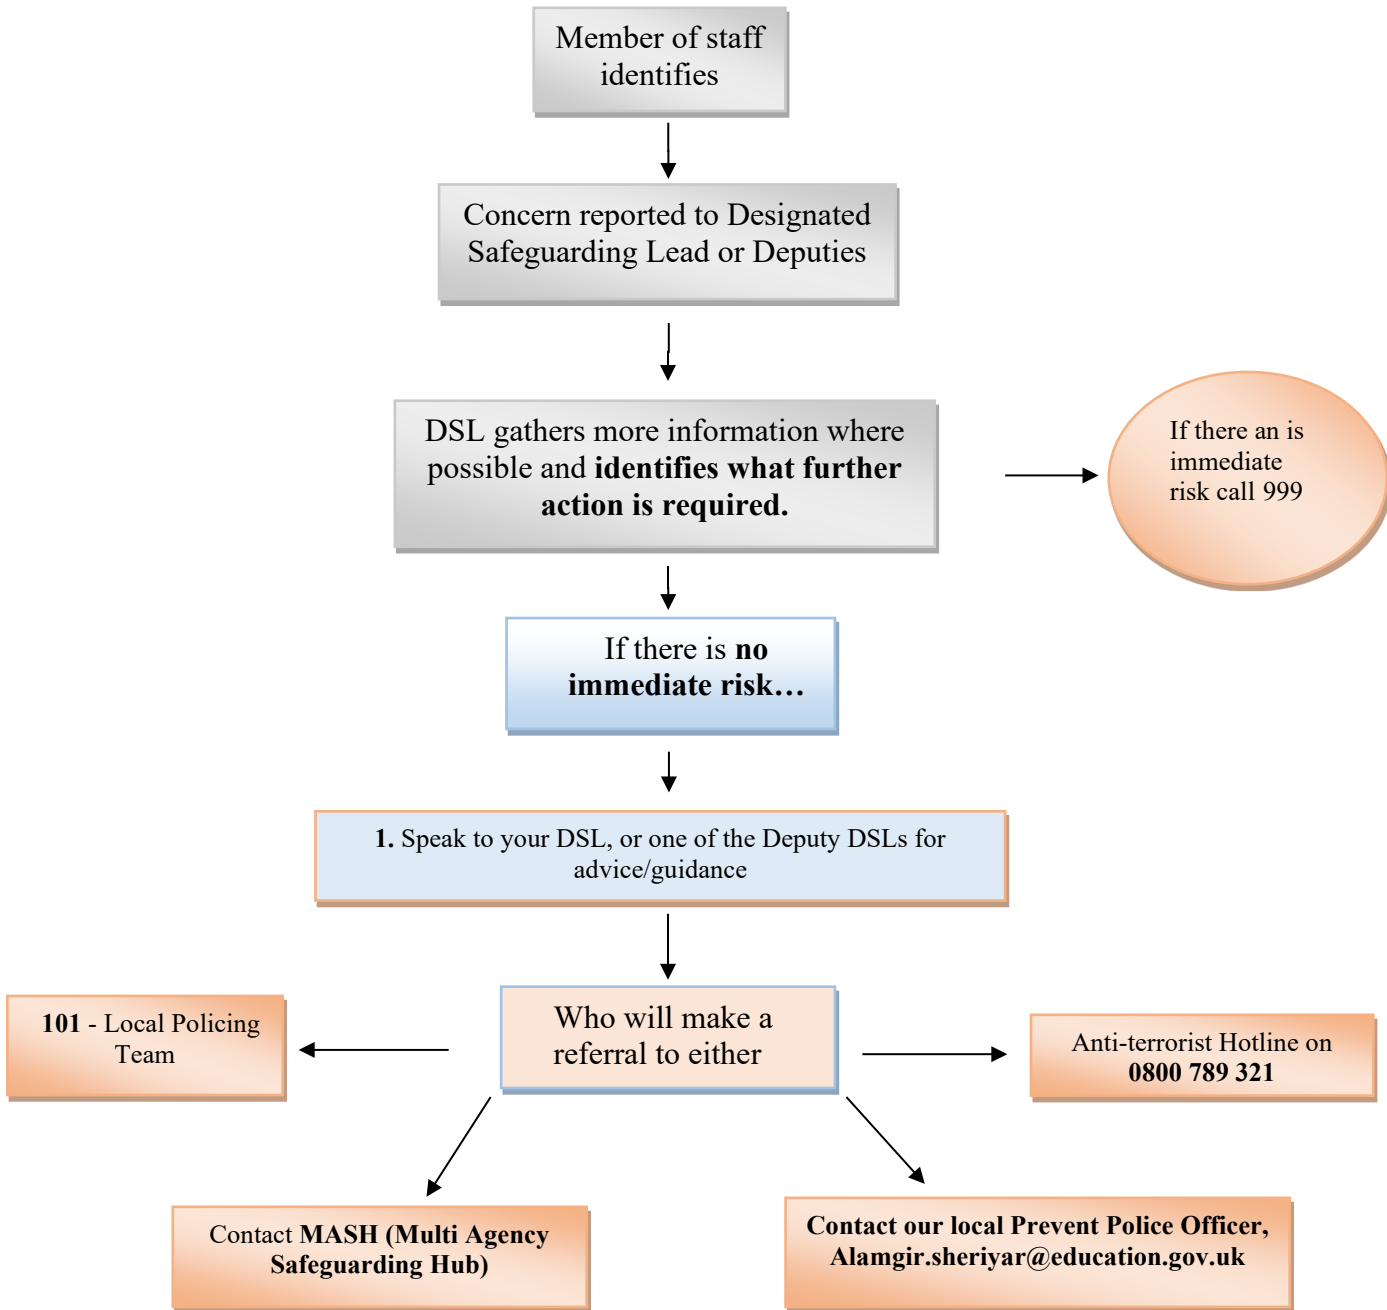 Member of staff
identifies
Concern reported to Designated
Safeguarding Lead or Deputies
DSL gathers more information where
possible and identifies what further
action is required.
If there an is
immediate
risk call 999
If there is no
immediate risk…
1. Speak to your DSL, or one of the Deputy DSLs for
advice/guidance
Who will make a
referral to either
101 - Local Policing
Team
Anti-terrorist Hotline on
0800 789 321
Contact MASH (Multi Agency
Safeguarding Hub)
Contact our local Prevent Police Officer,
Alamgir.sheriyar@education.gov.uk